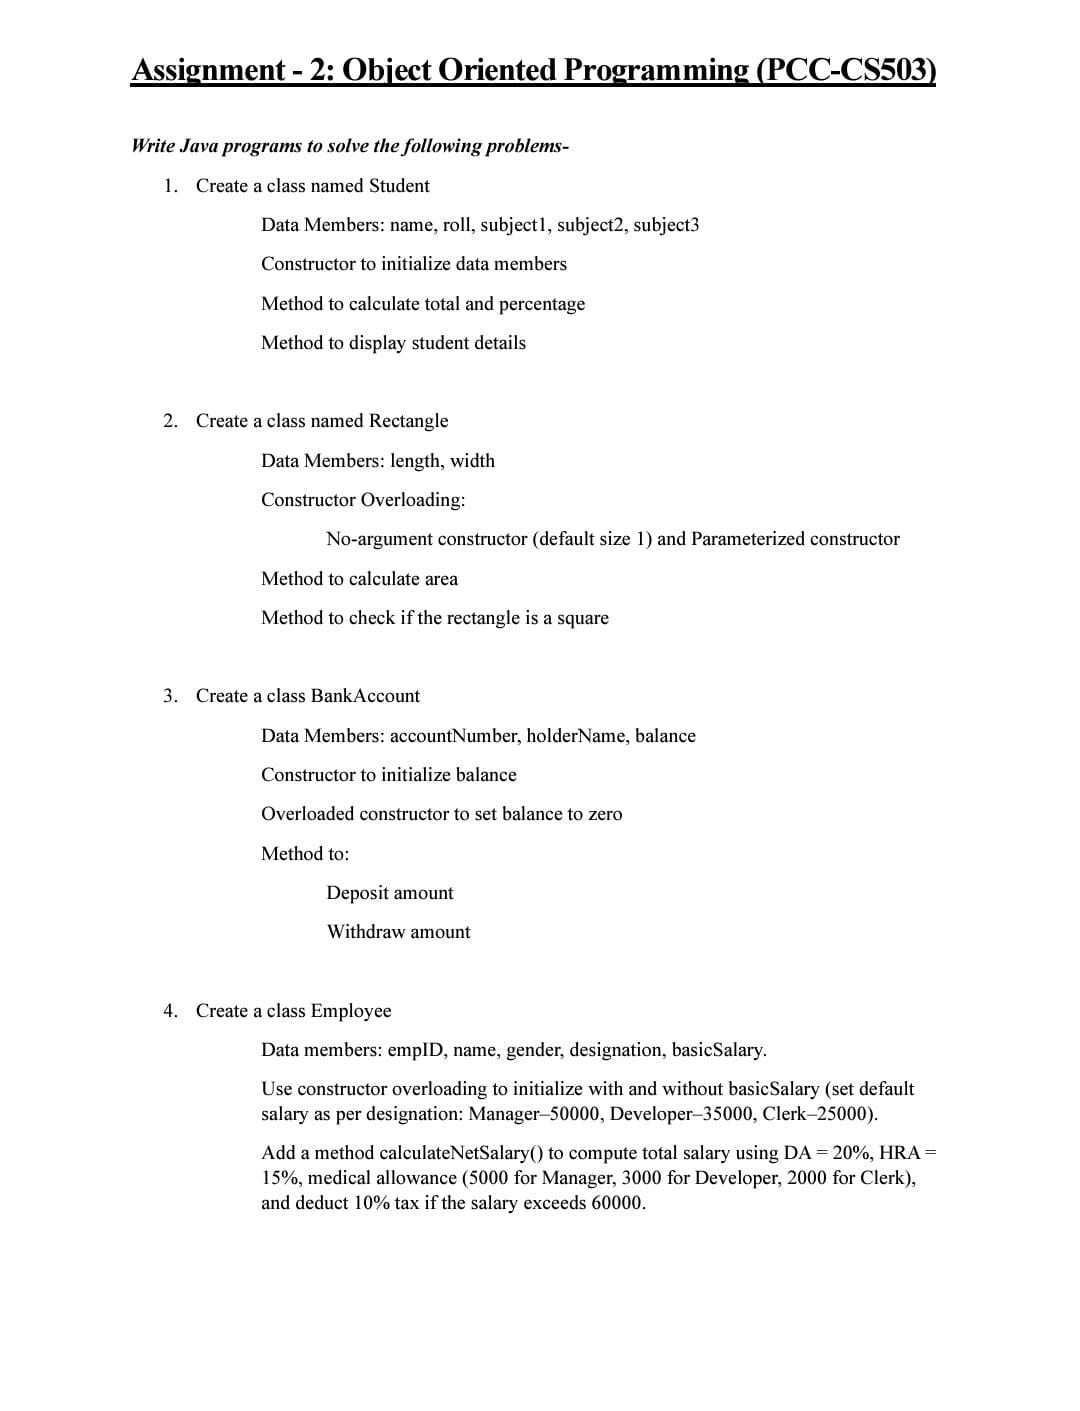 Assignment - 2: Object Oriented Programming (PCC-CS503)
Write Java programs to solve the following problems-
1. Create a class named Student
Data Members: name, roll, subject1, subject2, subject3
Constructor to initialize data members
Method to calculate total and percentage
Method to display student details
2. Create a class named Rectangle
Data Members: length, width
Constructor Overloading:
No-argument constructor (default size 1) and Parameterized constructor
Method to calculate area
Method to check if the rectangle is a square
3. Create a class BankAccount
Data Members: accountNumber, holderName, balance
Constructor to initialize balance
Overloaded constructor to set balance to zero
Method to:
Deposit amount
Withdraw amount
4. Create a class Employee
Data members: empID, name, gender, designation, basicSalary.
Use constructor overloading to initialize with and without basicSalary (set default
salary as per designation: Manager–50000, Developer–35000, Clerk–25000).
Add a method calculateNetSalary() to compute total salary using DA = 20%, HRA =
15%, medical allowance (5000 for Manager, 3000 for Developer, 2000 for Clerk),
and deduct 10% tax if the salary exceeds 60000.